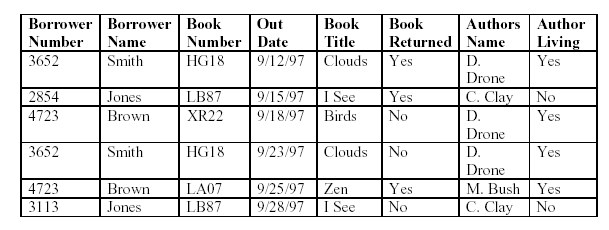 Borrower Number Borrower Name Book Number Out Date Book Title Book Returned Authors Name Author Living
3652 Smith HG18 9/12/97 Clouds Yes D. Drone Yes
2854 Jones LB87 9/15/97 I See Yes C. Clay No
4723 Brown XR22 9/18/97 Birds No D. Drone Yes
3652 Smith HG18 9/23/97 Clouds No D. Drone Yes
4723 Brown LA07 9/25/97 Zen Yes M. Bush Yes
3113 Jones LB87 9/28/97 I See No C. Clay No